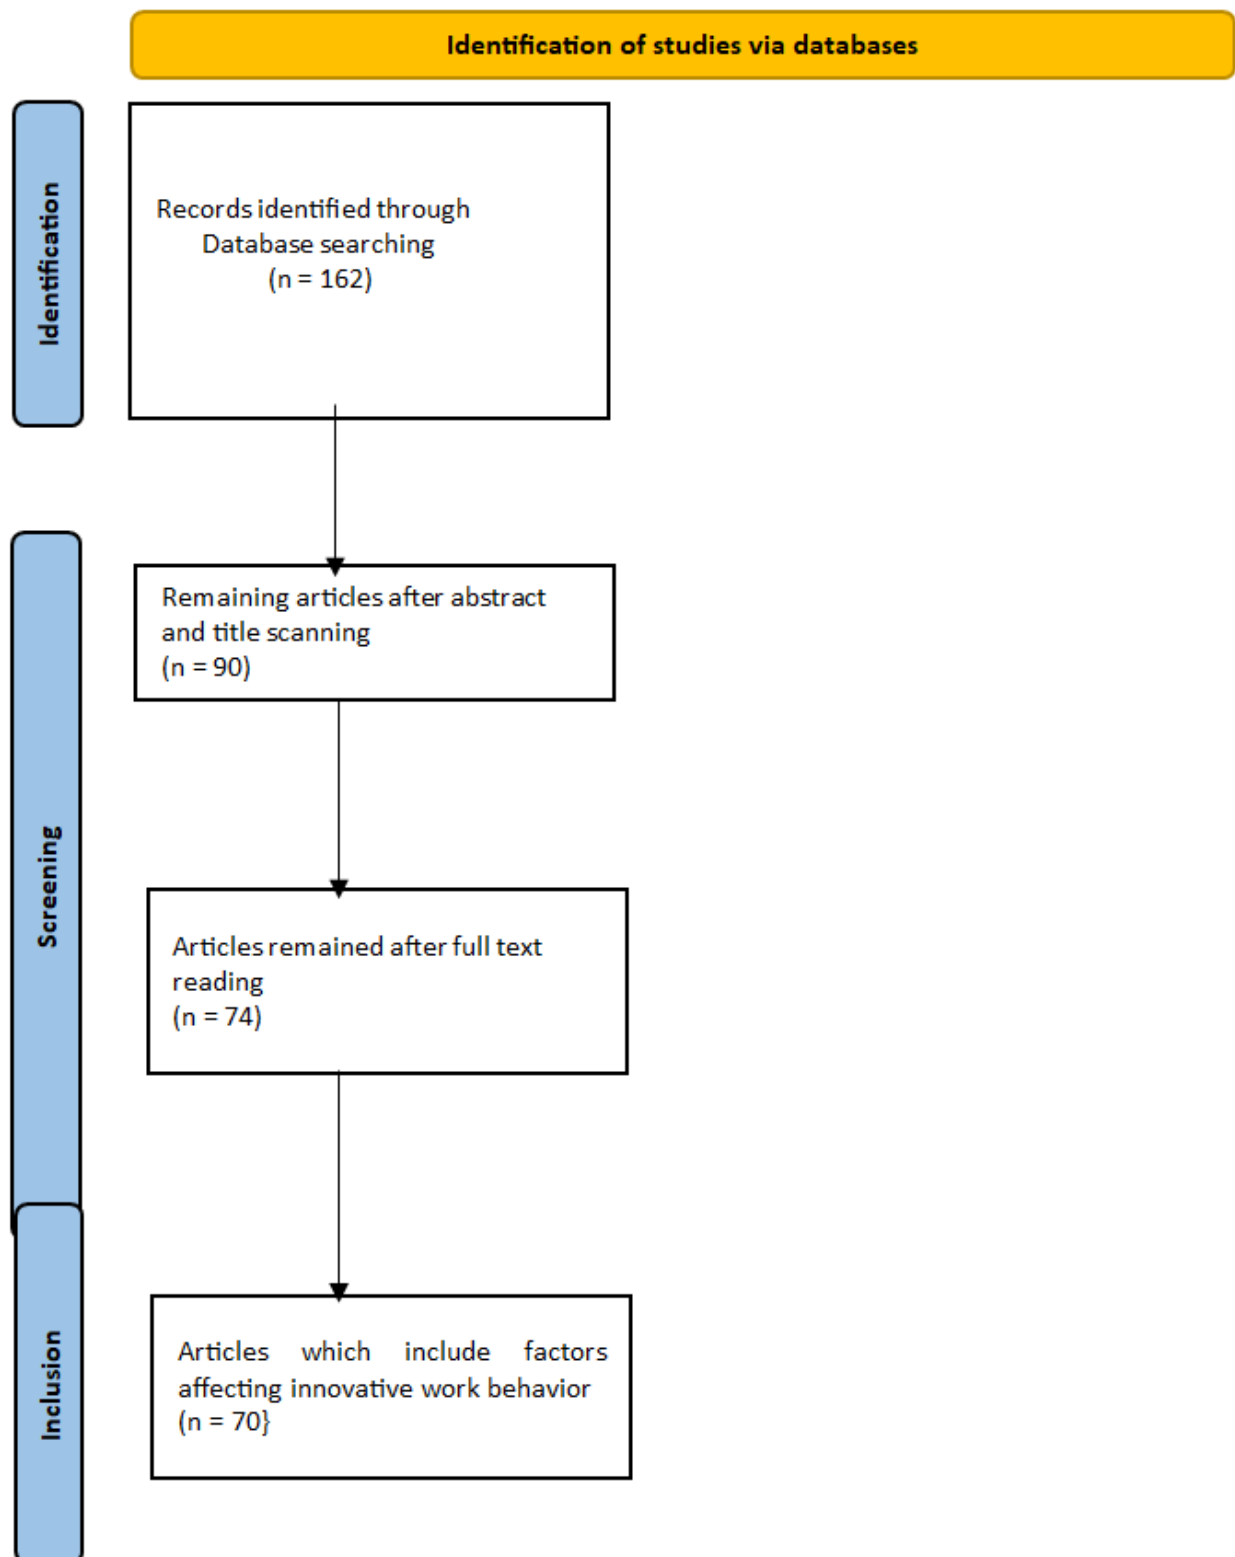 Identification of studies via databases
Identification
Records identified through
Database searching
(n = 162)
Screening
Remaining articles after abstract
and title scanning
(n = 90)
Articles remained after full text
reading
(n = 74)
Inclusion
Articles which include factors
affecting innovative work behavior
(n = 70}